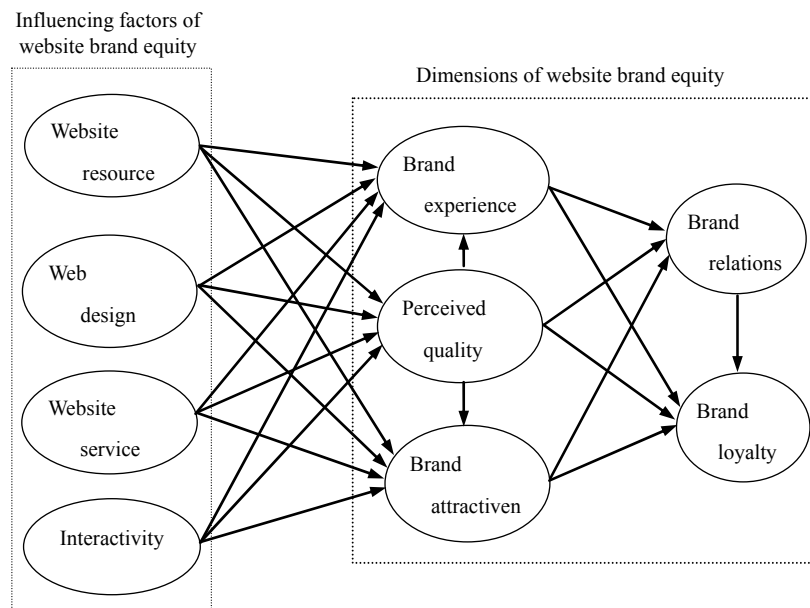 Influencing factors of
website brand equity
Dimensions of website brand equity
Website
resource
Web
design
Website
service
Interactivity
Brand
experience
Perceived
quality
Brand
attractiven
Brand
relations
Brand
loyalty